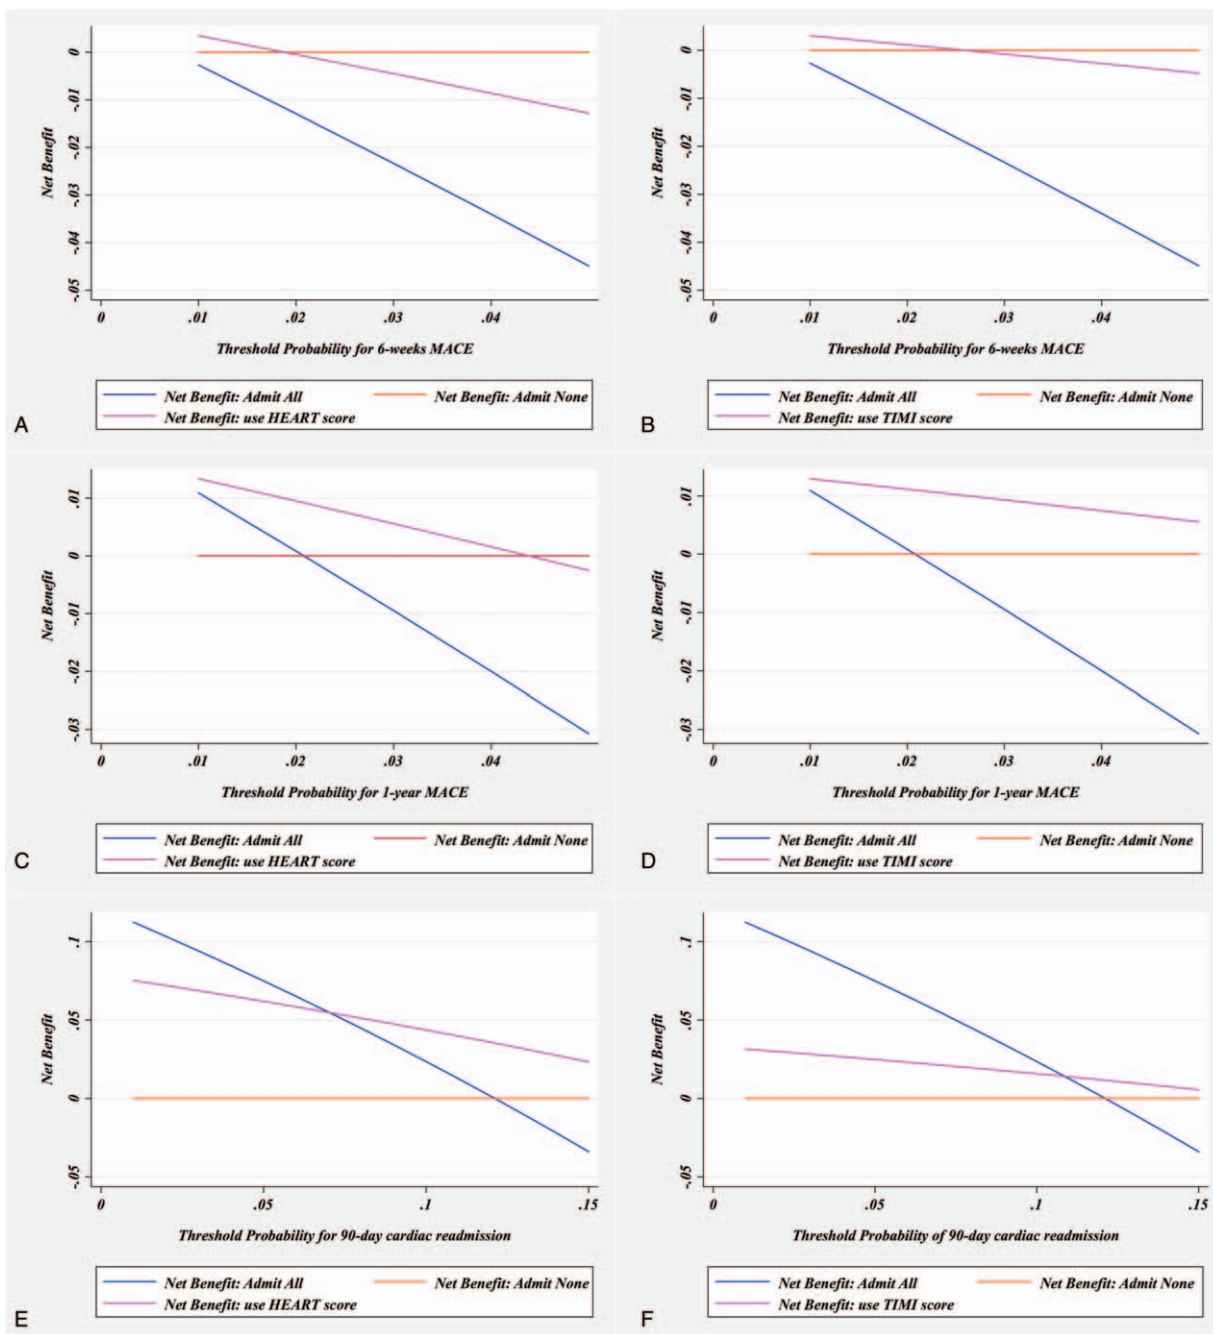 0
-.01
-.02
-.03
-.04
-.05
Net Benefit
0 .01 .02 .03 .04
Threshold Probability for 6-weeks MACE
Net Benefit: Admit All Net Benefit: Admit None
Net Benefit: use HEART score
A
0
-.01
-.02
-.03
-.04
-.05
Net Benefit
0 .01 .02 .03 .04
Threshold Probability for 6-weeks MACE
Net Benefit: Admit All Net Benefit: Admit None
Net Benefit: use TIMI score
B
.01
0
-.01
-.02
-.03
Net Benefit
0 .01 .02 .03 .04
Threshold Probability for 1-year MACE
Net Benefit: Admit All Net Benefit: Admit None
Net Benefit: use HEART score
C
.01
0
-.01
-.02
-.03
Net Benefit
0 .01 .02 .03 .04
Threshold Probability for 1-year MACE
Net Benefit: Admit All Net Benefit: Admit None
Net Benefit: use TIMI score
D
.1
.05
0
-.05
Net Benefit
0 .05 .1 .15
Threshold Probability for 90-day cardiac readmission
Net Benefit: Admit All Net Benefit: Admit None
Net Benefit: use HEART score
E
.1
.05
0
-.05
Net Benefit
0 .05 .1 .15
Threshold Probability of 90-day cardiac readmission
Net Benefit: Admit All Net Benefit: Admit None
Net Benefit: use TIMI score
F